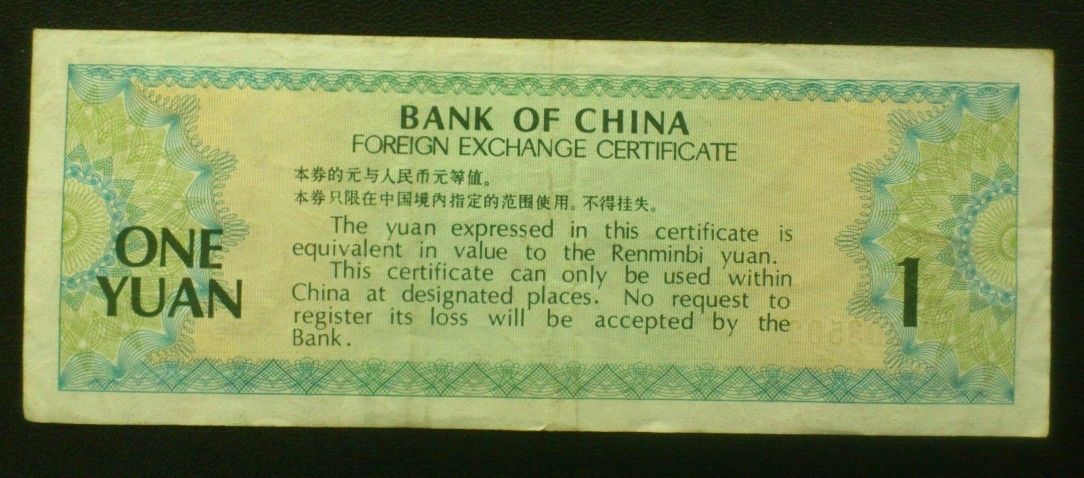 BANK OF CHINA
FOREIGN EXCHANGE CERTIFICATE
本券的元与人民币元等值。
本券只限在中国境内指定的范围使用。不得挂失。
The yuan expressed in this certificate is
equivalent in value to the Renminbi yuan.
This certificate can only be used within
China at designated places. No request to
register its loss will be accepted by the
Bank.
ONE
YUAN
1